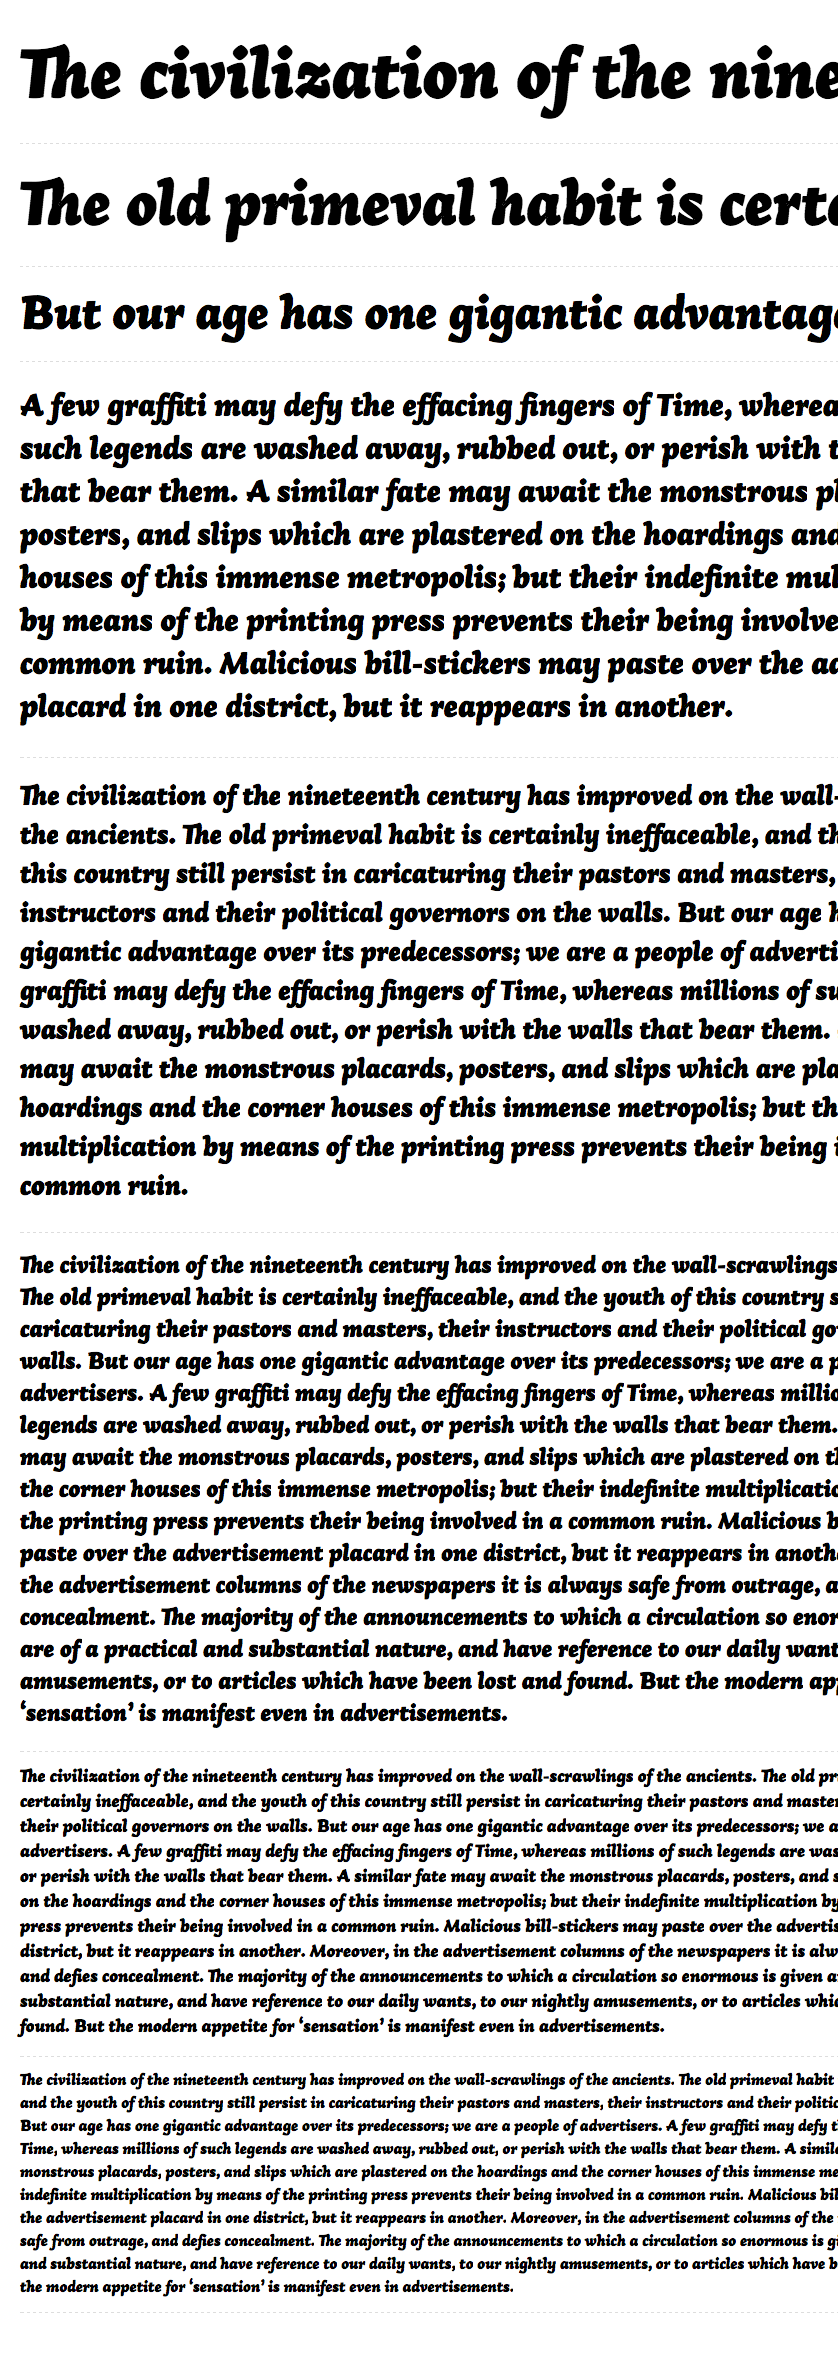 The civilization of the nine
The old primeval habit is certa
But our age has one gigantic advantage
A few graffiti may defy the effacing fingers of Time, wherea
such legends are washed away, rubbed out, or perish with t
that bear them. A similar fate may await the monstrous pl
posters, and slips which are plastered on the hoardings and
houses of this immense metropolis; but their indefinite mul
by means of the printing press prevents their being involve
common ruin. Malicious bill-stickers may paste over the ad
placard in one district, but it reappears in another.
The civilization of the nineteenth century has improved on the wall-
the ancients. The old primeval habit is certainly ineffaceable, and th
this country still persist in caricaturing their pastors and masters,
instructors and their political governors on the walls. But our age h
gigantic advantage over its predecessors; we are a people of adverti
graffiti may defy the effacing fingers of Time, whereas millions of su
washed away, rubbed out, or perish with the walls that bear them.
may await the monstrous placards, posters, and slips which are pla
hoardings and the corner houses of this immense metropolis; but th
multiplication by means of the printing press prevents their being i
common ruin.
The civilization of the nineteenth century has improved on the wall-scrawlings
The old primeval habit is certainly ineffaceable, and the youth of this country s
caricaturing their pastors and masters, their instructors and their political gov
walls. But our age has one gigantic advantage over its predecessors; we are a p
advertisers. A few graffiti may defy the effacing fingers of Time, whereas millio
legends are washed away, rubbed out, or perish with the walls that bear them.
may await the monstrous placards, posters, and slips which are plastered on th
the corner houses of this immense metropolis; but their indefinite multiplicatio
the printing press prevents their being involved in a common ruin. Malicious b
paste over the advertisement placard in one district, but it reappears in anothe
the advertisement columns of the newspapers it is always safe from outrage, a
concealment. The majority of the announcements to which a circulation so enor
are of a practical and substantial nature, and have reference to our daily want
amusements, or to articles which have been lost and found. But the modern app
‘sensation’ is manifest even in advertisements.
The civilization of the nineteenth century has improved on the wall-scrawlings of the ancients. The old pri
certainly ineffaceable, and the youth of this country still persist in caricaturing their pastors and master
their political governors on the walls. But our age has one gigantic advantage over its predecessors; we a
advertisers. A few graffiti may defy the effacing fingers of Time, whereas millions of such legends are was
or perish with the walls that bear them. A similar fate may await the monstrous placards, posters, and s
on the hoardings and the corner houses of this immense metropolis; but their indefinite multiplication by
press prevents their being involved in a common ruin. Malicious bill-stickers may paste over the advertis
district, but it reappears in another. Moreover, in the advertisement columns of the newspapers it is alw
and defies concealment. The majority of the announcements to which a circulation so enormous is given a
substantial nature, and have reference to our daily wants, to our nightly amusements, or to articles whic
found. But the modern appetite for ‘sensation’ is manifest even in advertisements.
The civilization of the nineteenth century has improved on the wall-scrawlings of the ancients. The old primeval habit
and the youth of this country still persist in caricaturing their pastors and masters, their instructors and their politic
But our age has one gigantic advantage over its predecessors; we are a people of advertisers. A few graffiti may defy t
Time, whereas millions of such legends are washed away, rubbed out, or perish with the walls that bear them. A simila
monstrous placards, posters, and slips which are plastered on the hoardings and the corner houses of this immense me
indefinite multiplication by means of the printing press prevents their being involved in a common ruin. Malicious bil
the advertisement placard in one district, but it reappears in another. Moreover, in the advertisement columns of the
safe from outrage, and defies concealment. The majority of the announcements to which a circulation so enormous is gi
and substantial nature, and have reference to our daily wants, to our nightly amusements, or to articles which have b
the modern appetite for ‘sensation’ is manifest even in advertisements.